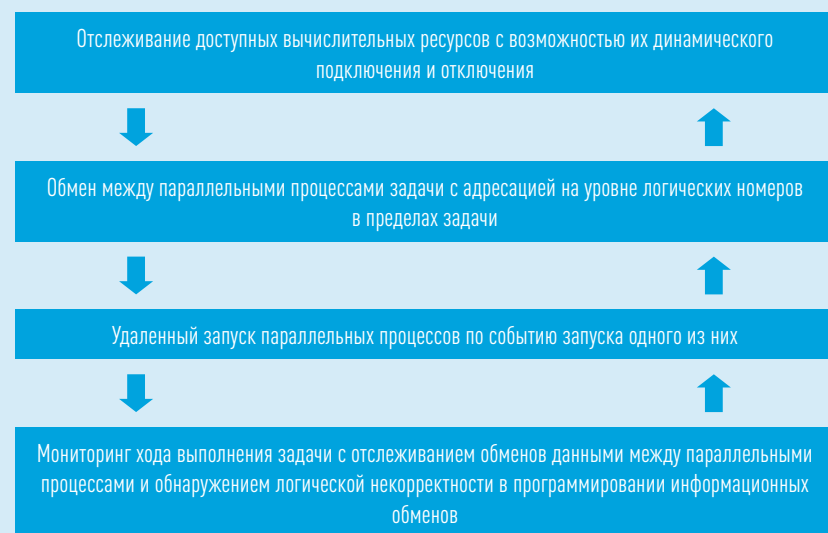 Отслеживание доступных вычислительных ресурсов с возможностью их динамического
подключения и отключения
Обмен между параллельными процессами задачи с адресацией на уровне логических номеров
в пределах задачи
Удаленный запуск параллельных процессов по событию запуска одного из них
Мониторинг хода выполнения задачи с отслеживанием обменов данными между параллельными
процессами и обнаружением логической некорректности в программировании информационных
обменов